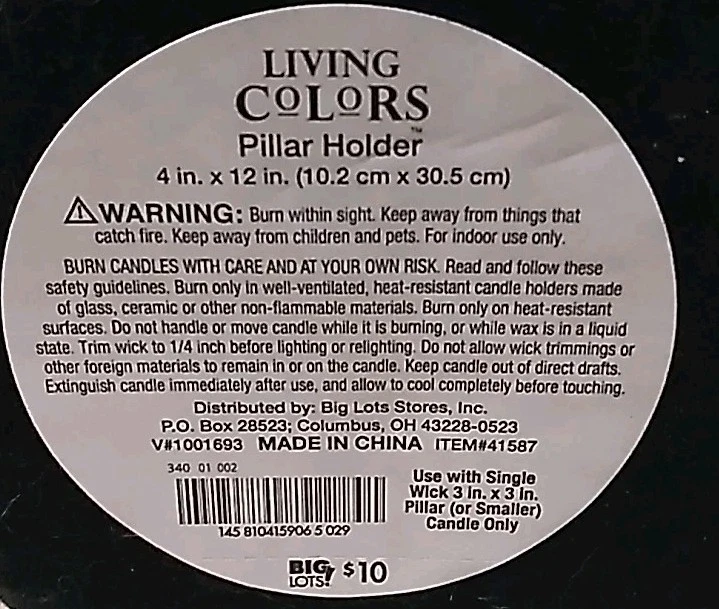 LIVING
COLORS™
Pillar Holder
4 in. x 12 in. (10.2 cm x 30.5 cm)
⚠WARNING: Burn within sight. Keep away from things that
catch fire. Keep away from children and pets. For indoor use only.
BURN CANDLES WITH CARE AND AT YOUR OWN RISK. Read and follow these
safety guidelines. Burn only in well-ventilated, heat-resistant candle holders made
of glass, ceramic or other non-flammable materials. Burn only on heat-resistant
surfaces. Do not handle or move candle while it is burning, or while wax is in a liquid
state. Trim wick to 1/4 inch before lighting or relighting. Do not allow wick trimmings or
other foreign materials to remain in or on the candle. Keep candle out of direct drafts.
Extinguish candle immediately after use, and allow to cool completely before touching.
Distributed by: Big Lots Stores, Inc.
P.O. Box 28523; Columbus, OH 43228-0523
V#1001693 MADE IN CHINA ITEM#41587
340 01 002
145 810415906 5 029
Use with Single
Wick 3 in. x 3 in.
Pillar (or Smaller)
Candle Only
BIG LOTS! $10